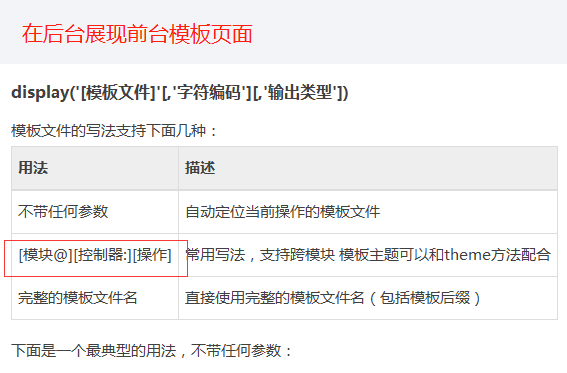 在后台展现前台模板页面
display('[模板文件]'[,'字符编码'][,'输出类型'])
模板文件的写法支持下面几种：
用法 描述
不带任何参数 自动定位当前操作的模板文件
[模块@][控制器:][操作] 常用写法，支持跨模块 模板主题可以和theme方法配合
完整的模板文件名 直接使用完整的模板文件名（包括模板后缀）
下面是一个最典型的用法，不带任何参数：